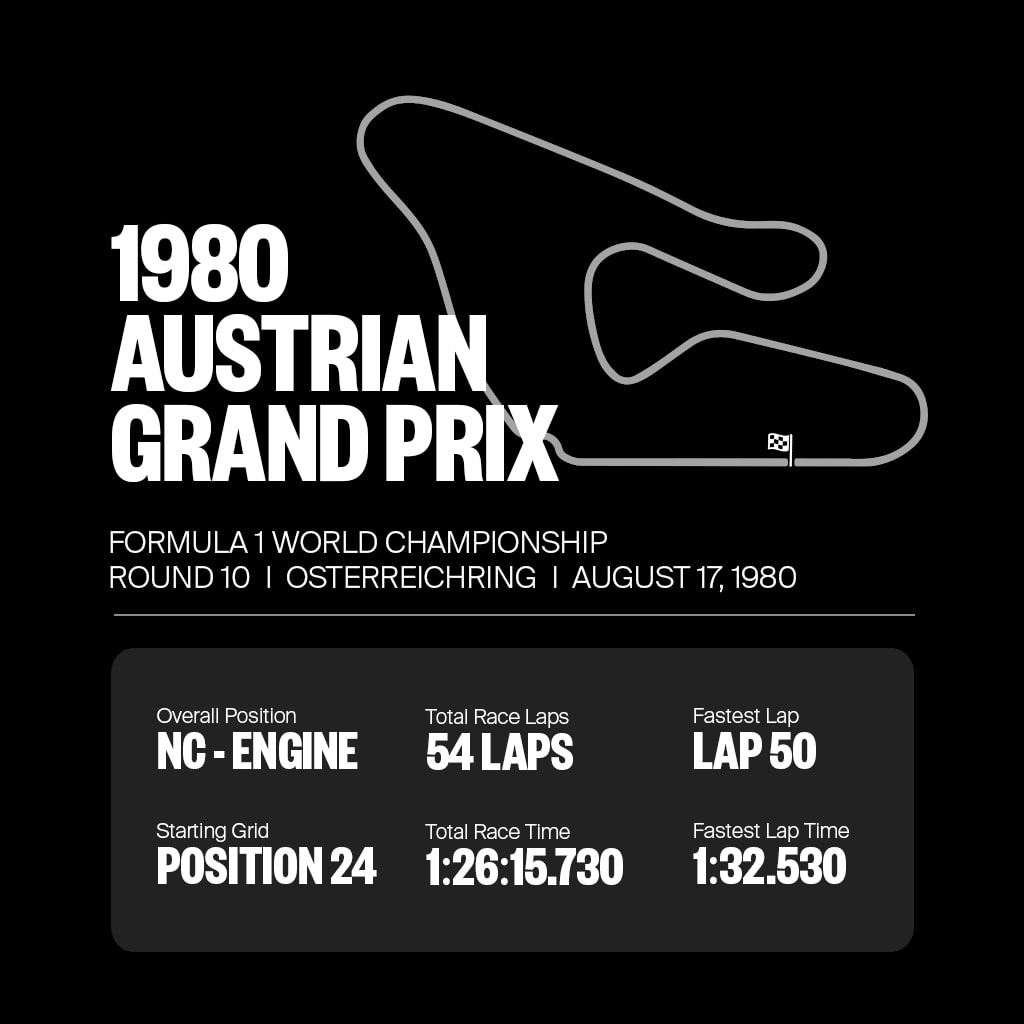 1980
AUSTRIAN
GRAND PRIX
FORMULA 1 WORLD CHAMPIONSHIP
ROUND 10 | OSTERREICHRING | AUGUST 17, 1980
Overall Position
NC - ENGINE
Total Race Laps
54 LAPS
Fastest Lap
LAP 50
Starting Grid
POSITION 24
Total Race Time
1:26:15.730
Fastest Lap Time
1:32.530